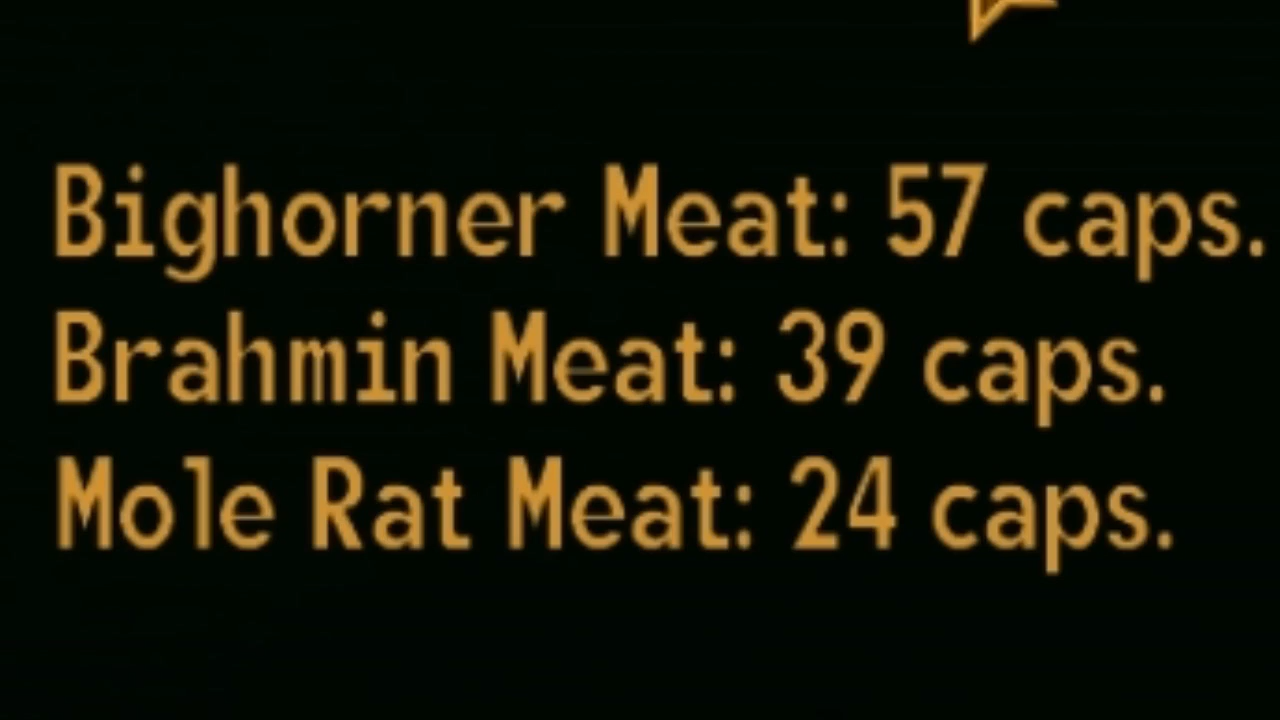 Bighorner Meat: 57 caps.
Brahmin Meat: 39 caps.
Mole Rat Meat: 24 caps.